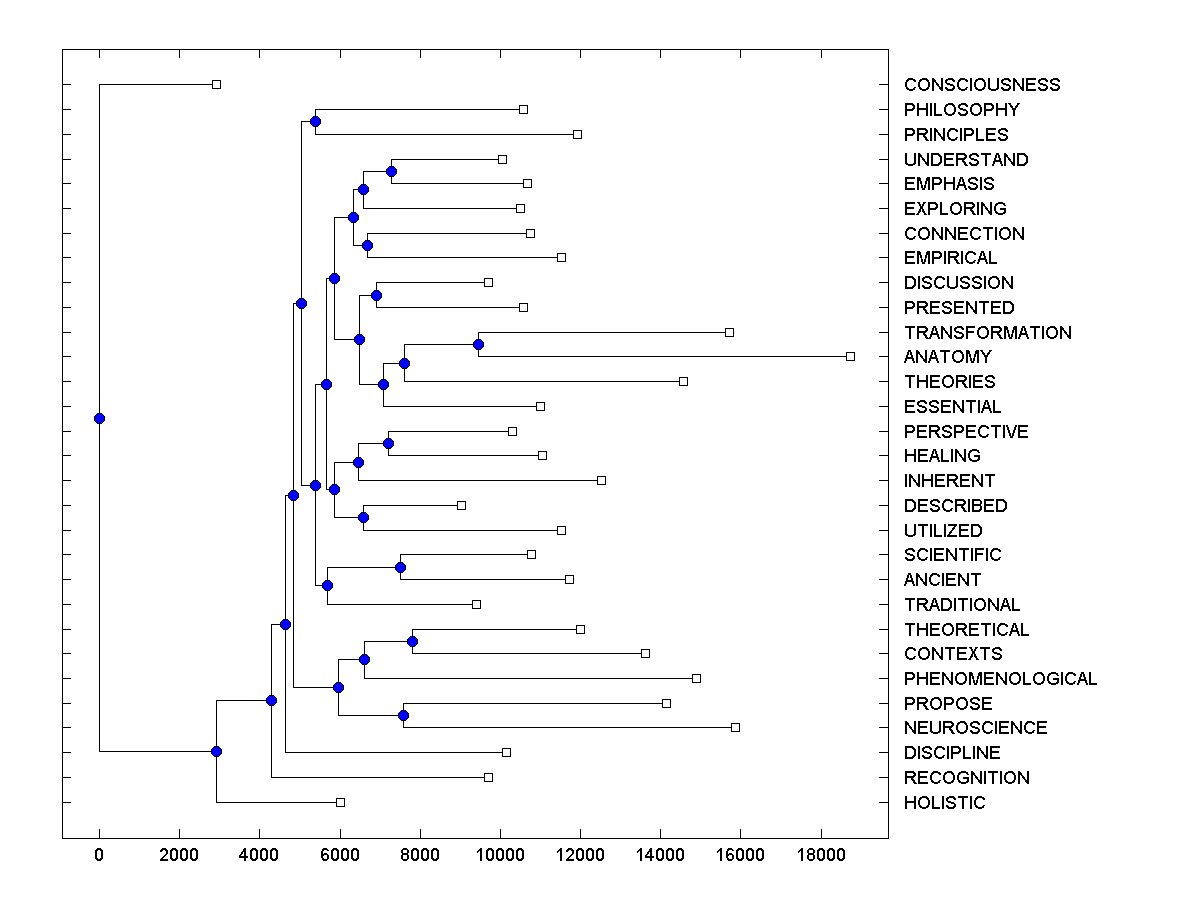 CONSCIOUSNESS
PHILOSOPHY
PRINCIPLES
UNDERSTAND
EMPHASIS
EXPLORING
CONNECTION
EMPIRICAL
DISCUSSION
PRESENTED
TRANSFORMATION
ANATOMY
THEORIES
ESSENTIAL
PERSPECTIVE
HEALING
INHERENT
DESCRIBED
UTILIZED
SCIENTIFIC
ANCIENT
TRADITIONAL
THEORETICAL
CONTEXTS
PHENOMENOLOGICAL
PROPOSE
NEUROSCIENCE
DISCIPLINE
RECOGNITION
HOLISTIC
0 2000 4000 6000 8000 10000 12000 14000 16000 18000